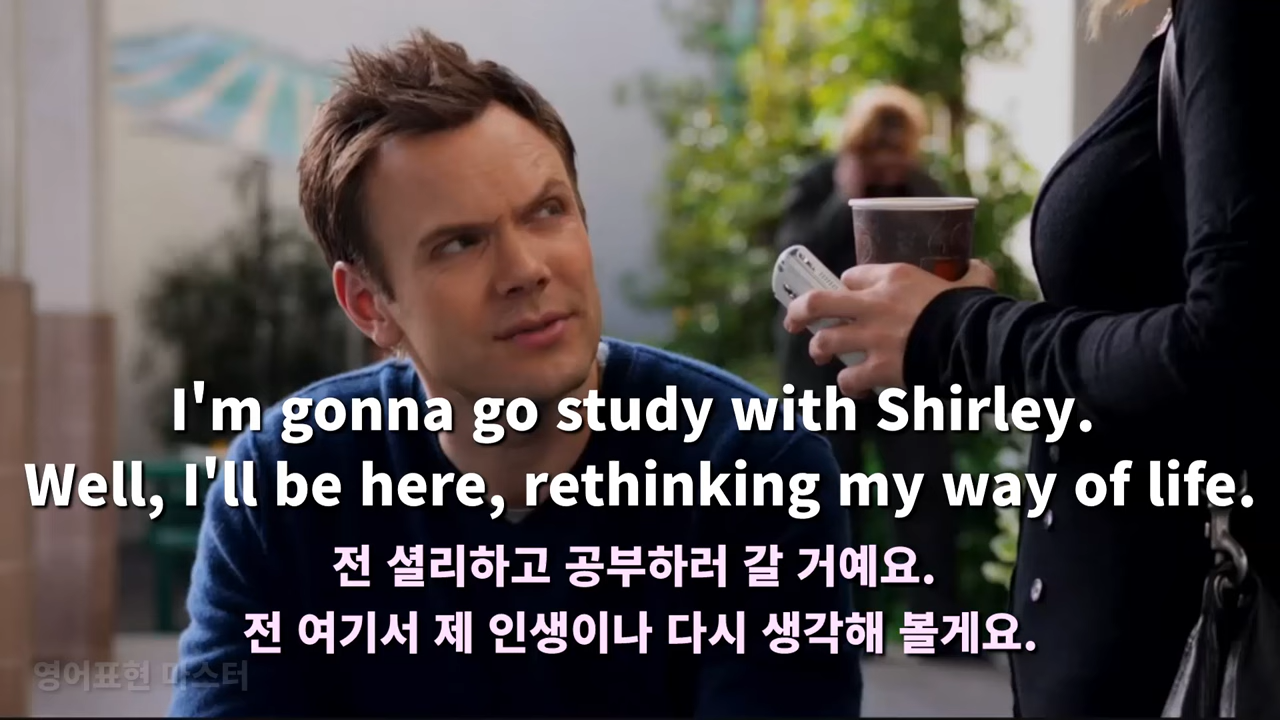 I'm gonna go study with Shirley.
Well, I'll be here, rethinking my way of life.
전 셜리하고 공부하러 갈 거예요.
전 여기서 제 인생이나 다시 생각해 볼게요.
영어표현 마스터